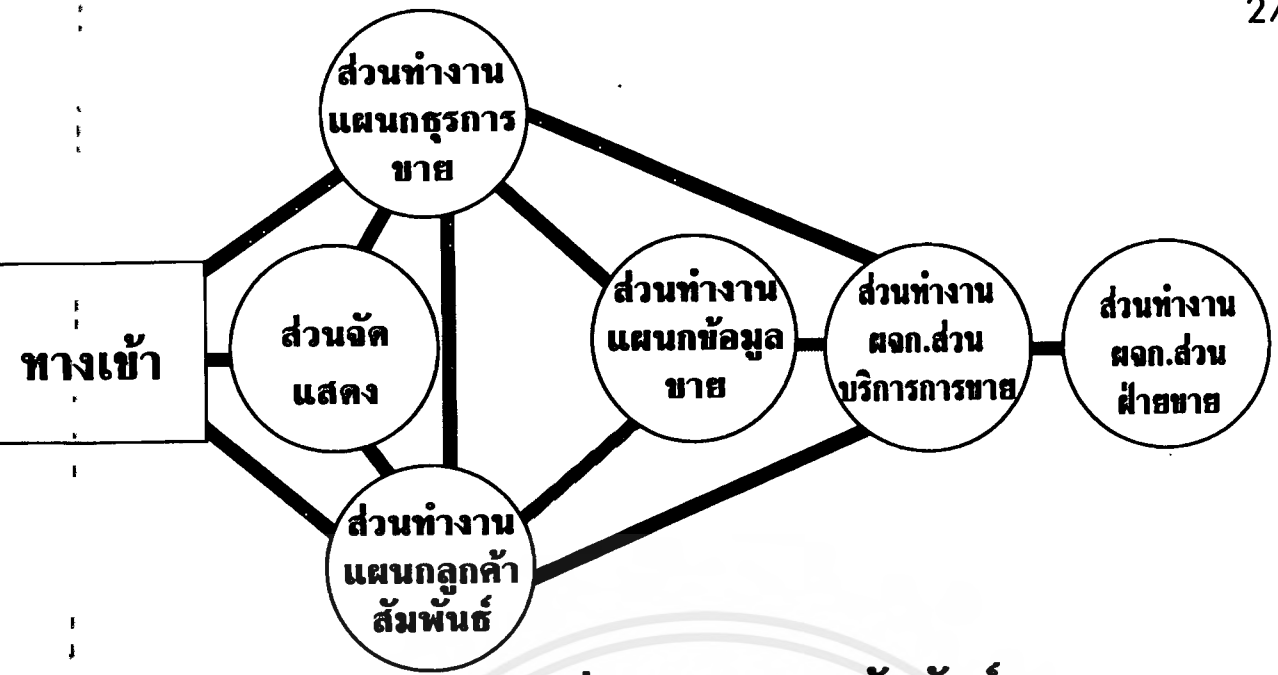 ส่วนทำงาน
แผนกธุรการ
ขาย
ทางเข้า
ส่วนจัด
แสดง
ส่วนทำงาน
แผนกข้อมูล
ขาย
ส่วนทำงาน
ผจก.ส่วน
บริการการขาย
ส่วนทำงาน
ผจก.ส่วน
ฝ่ายขาย
ส่วนทำงาน
แผนกลูกค้า
สัมพันธ์